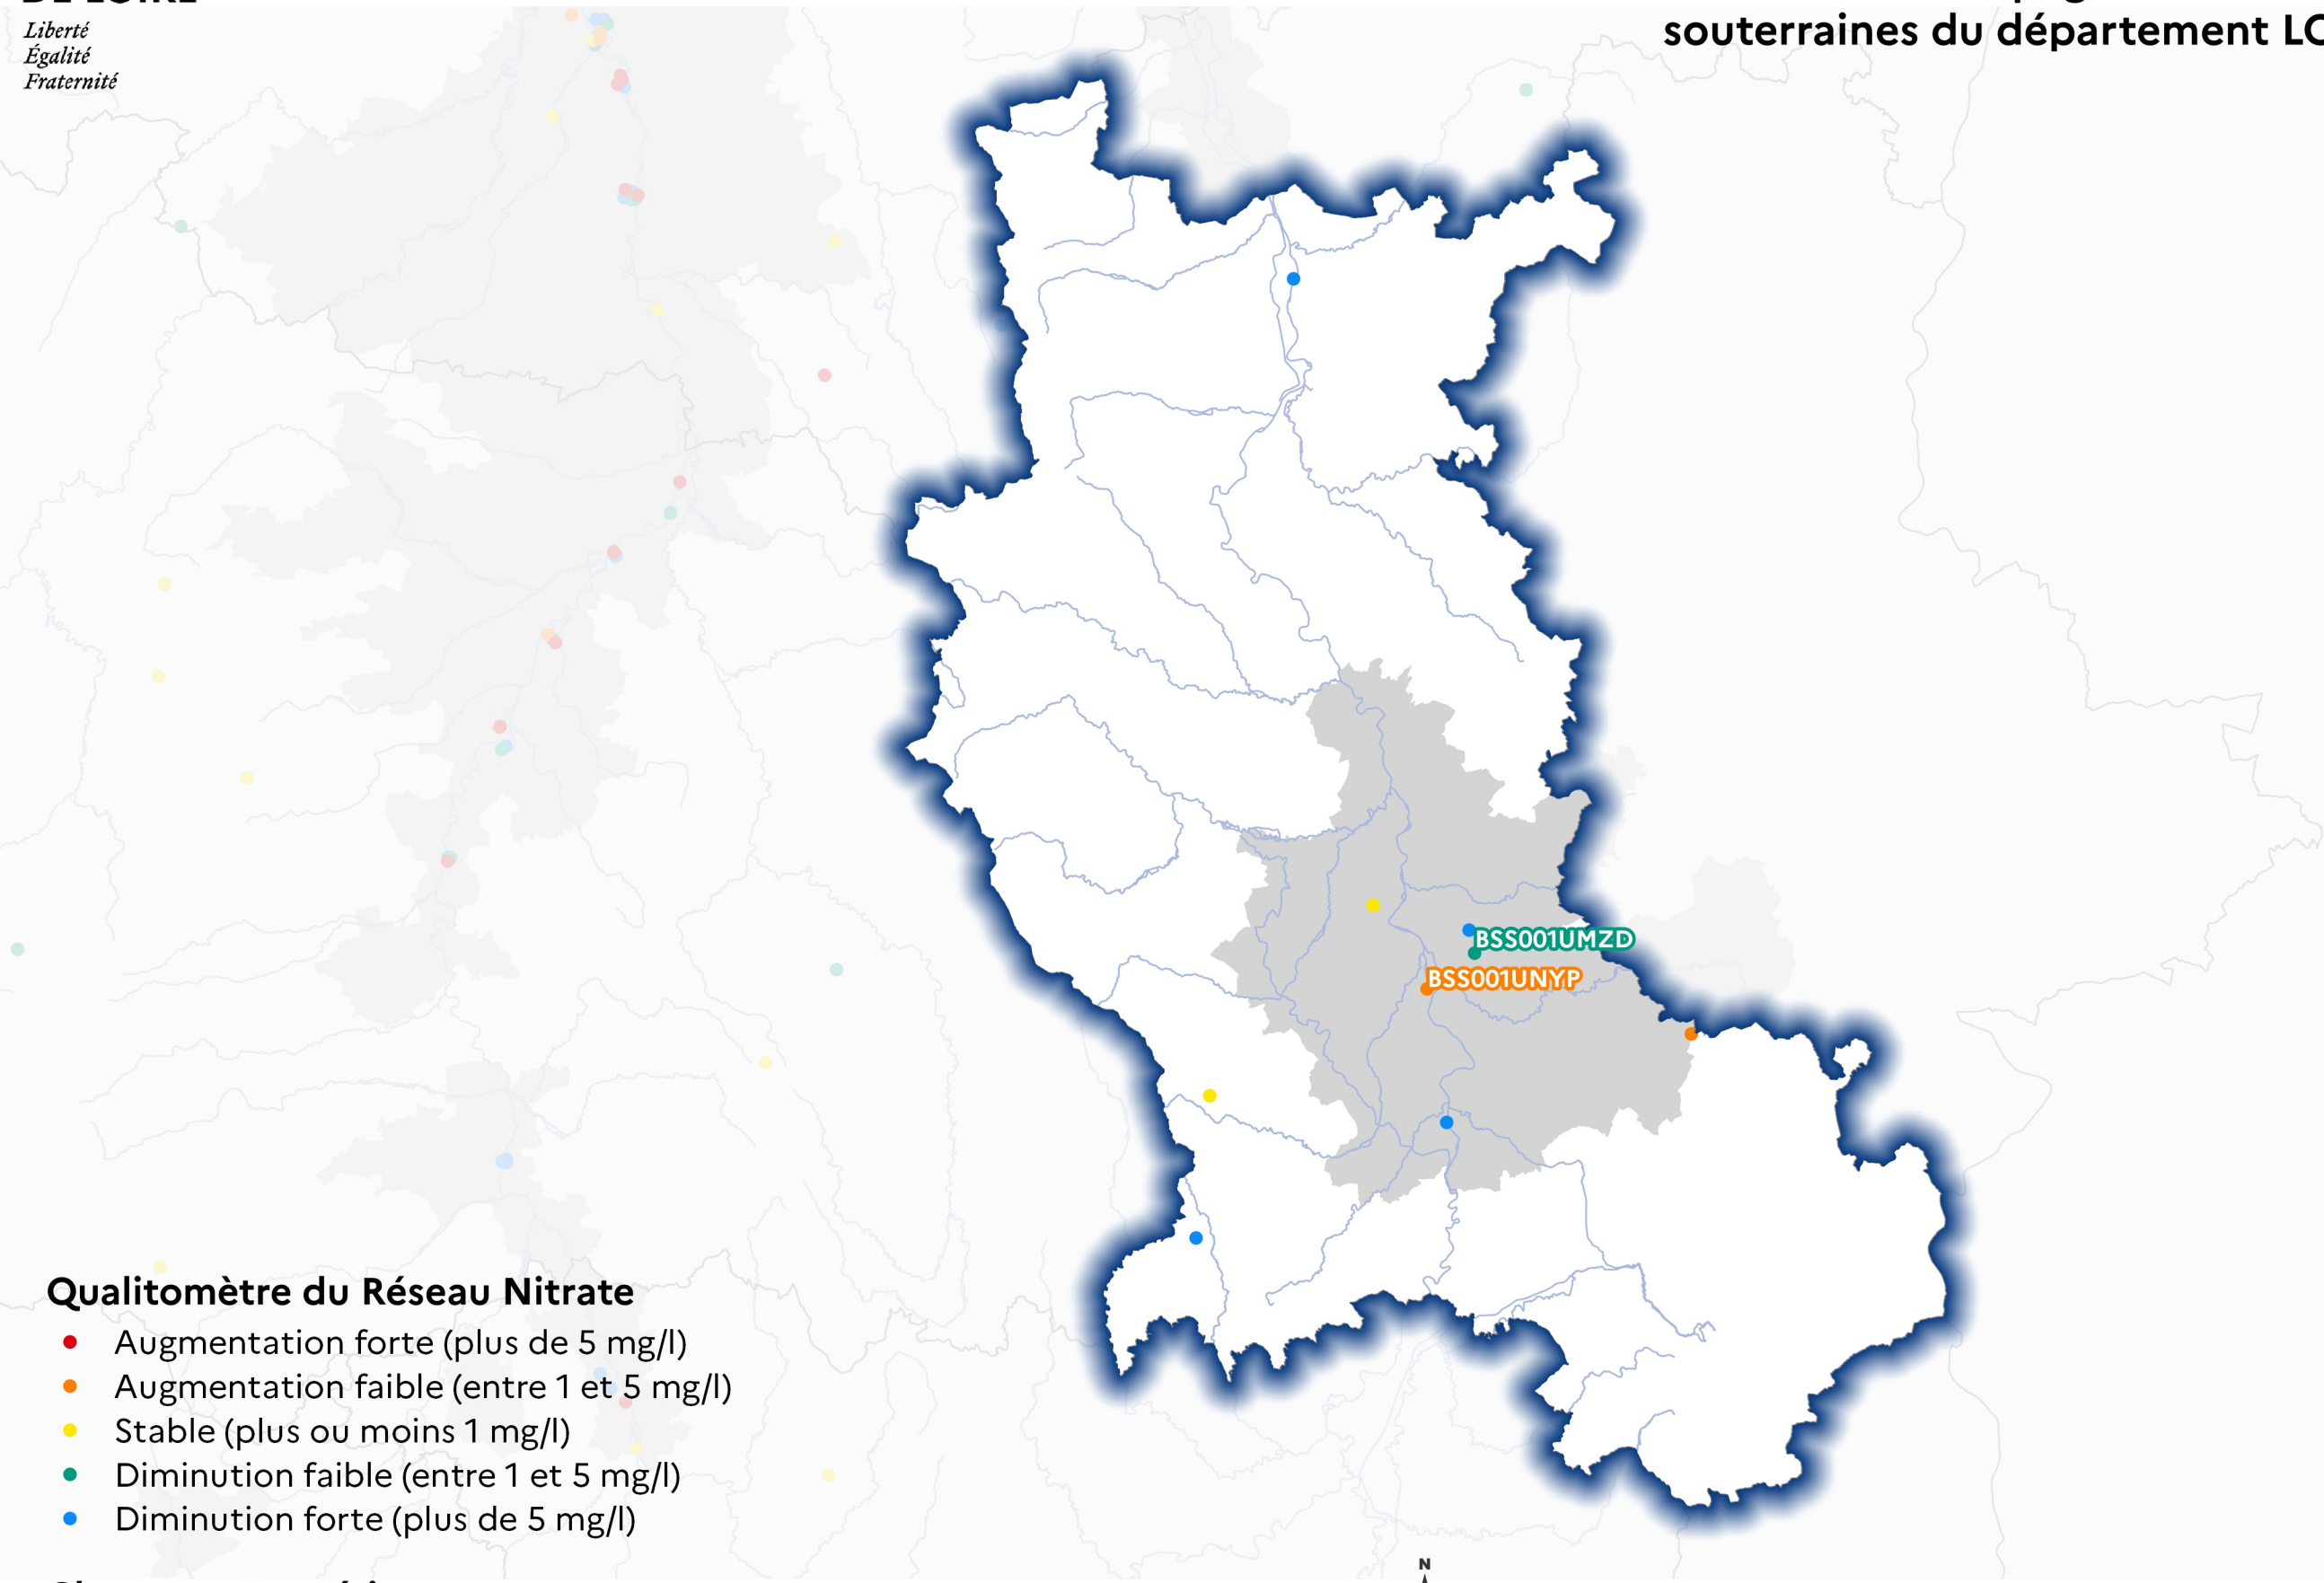 Liberté
Égalité
Fraternité
souterraines du département
BSS001UMZD
BSS001UNYP
Qualitomètre du Réseau Nitrate
Augmentation forte (plus de 5 mg/l)
Augmentation faible (entre 1 et 5 mg/l)
Stable (plus ou moins 1 mg/l)
Diminution faible (entre 1 et 5 mg/l)
Diminution forte (plus de 5 mg/l)
N